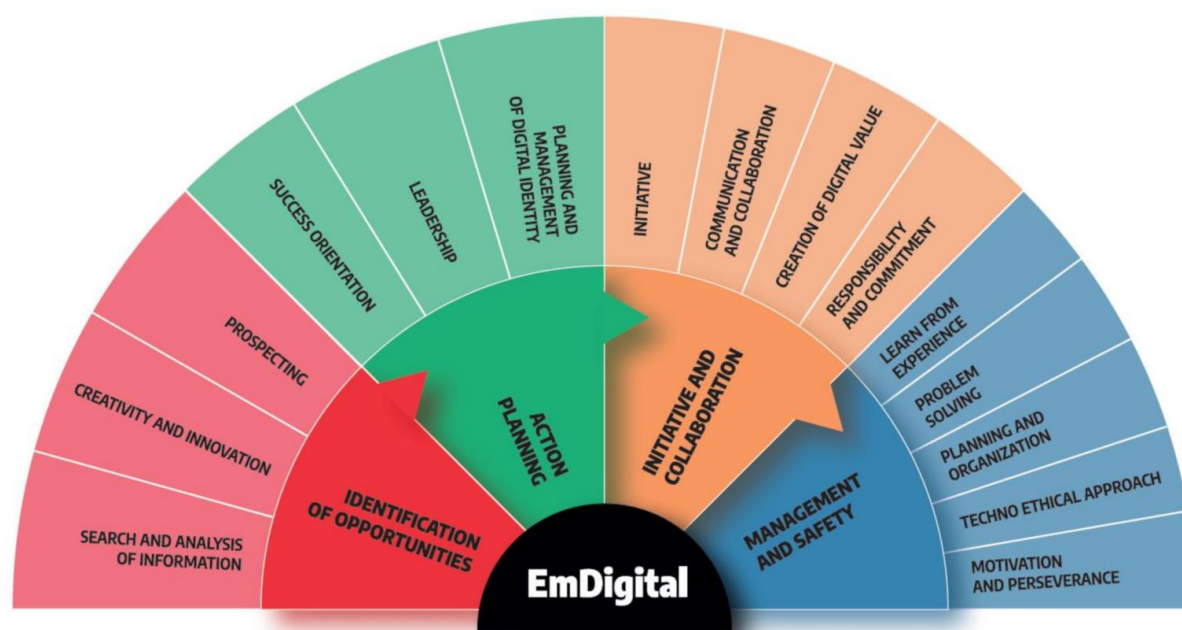 SEARCH AND ANALYSIS
OF INFORMATION
CREATIVITY AND INNOVATION
PROSPECTING
SUCCESS ORIENTATION
LEADERSHIP
PLANNING AND
MANAGEMENT
OF DIGITAL IDENTITY
INITIATIVE
COMMUNICATION
AND COLLABORATION
CREATION OF DIGITAL VALUE
RESPONSIBILITY
AND COMMITMENT
LEARN FROM
EXPERIENCE
PROBLEM
SOLVING
PLANNING AND
ORGANIZATION
TECHNO ETHICAL APPROACH
MOTIVATION
AND PERSEVERANCE
IDENTIFICATION
OF OPPORTUNITIES
ACTION
PLANNING
INITIATIVE AND
COLLABORATION
MANAGEMENT
AND SAFETY
EmDigital